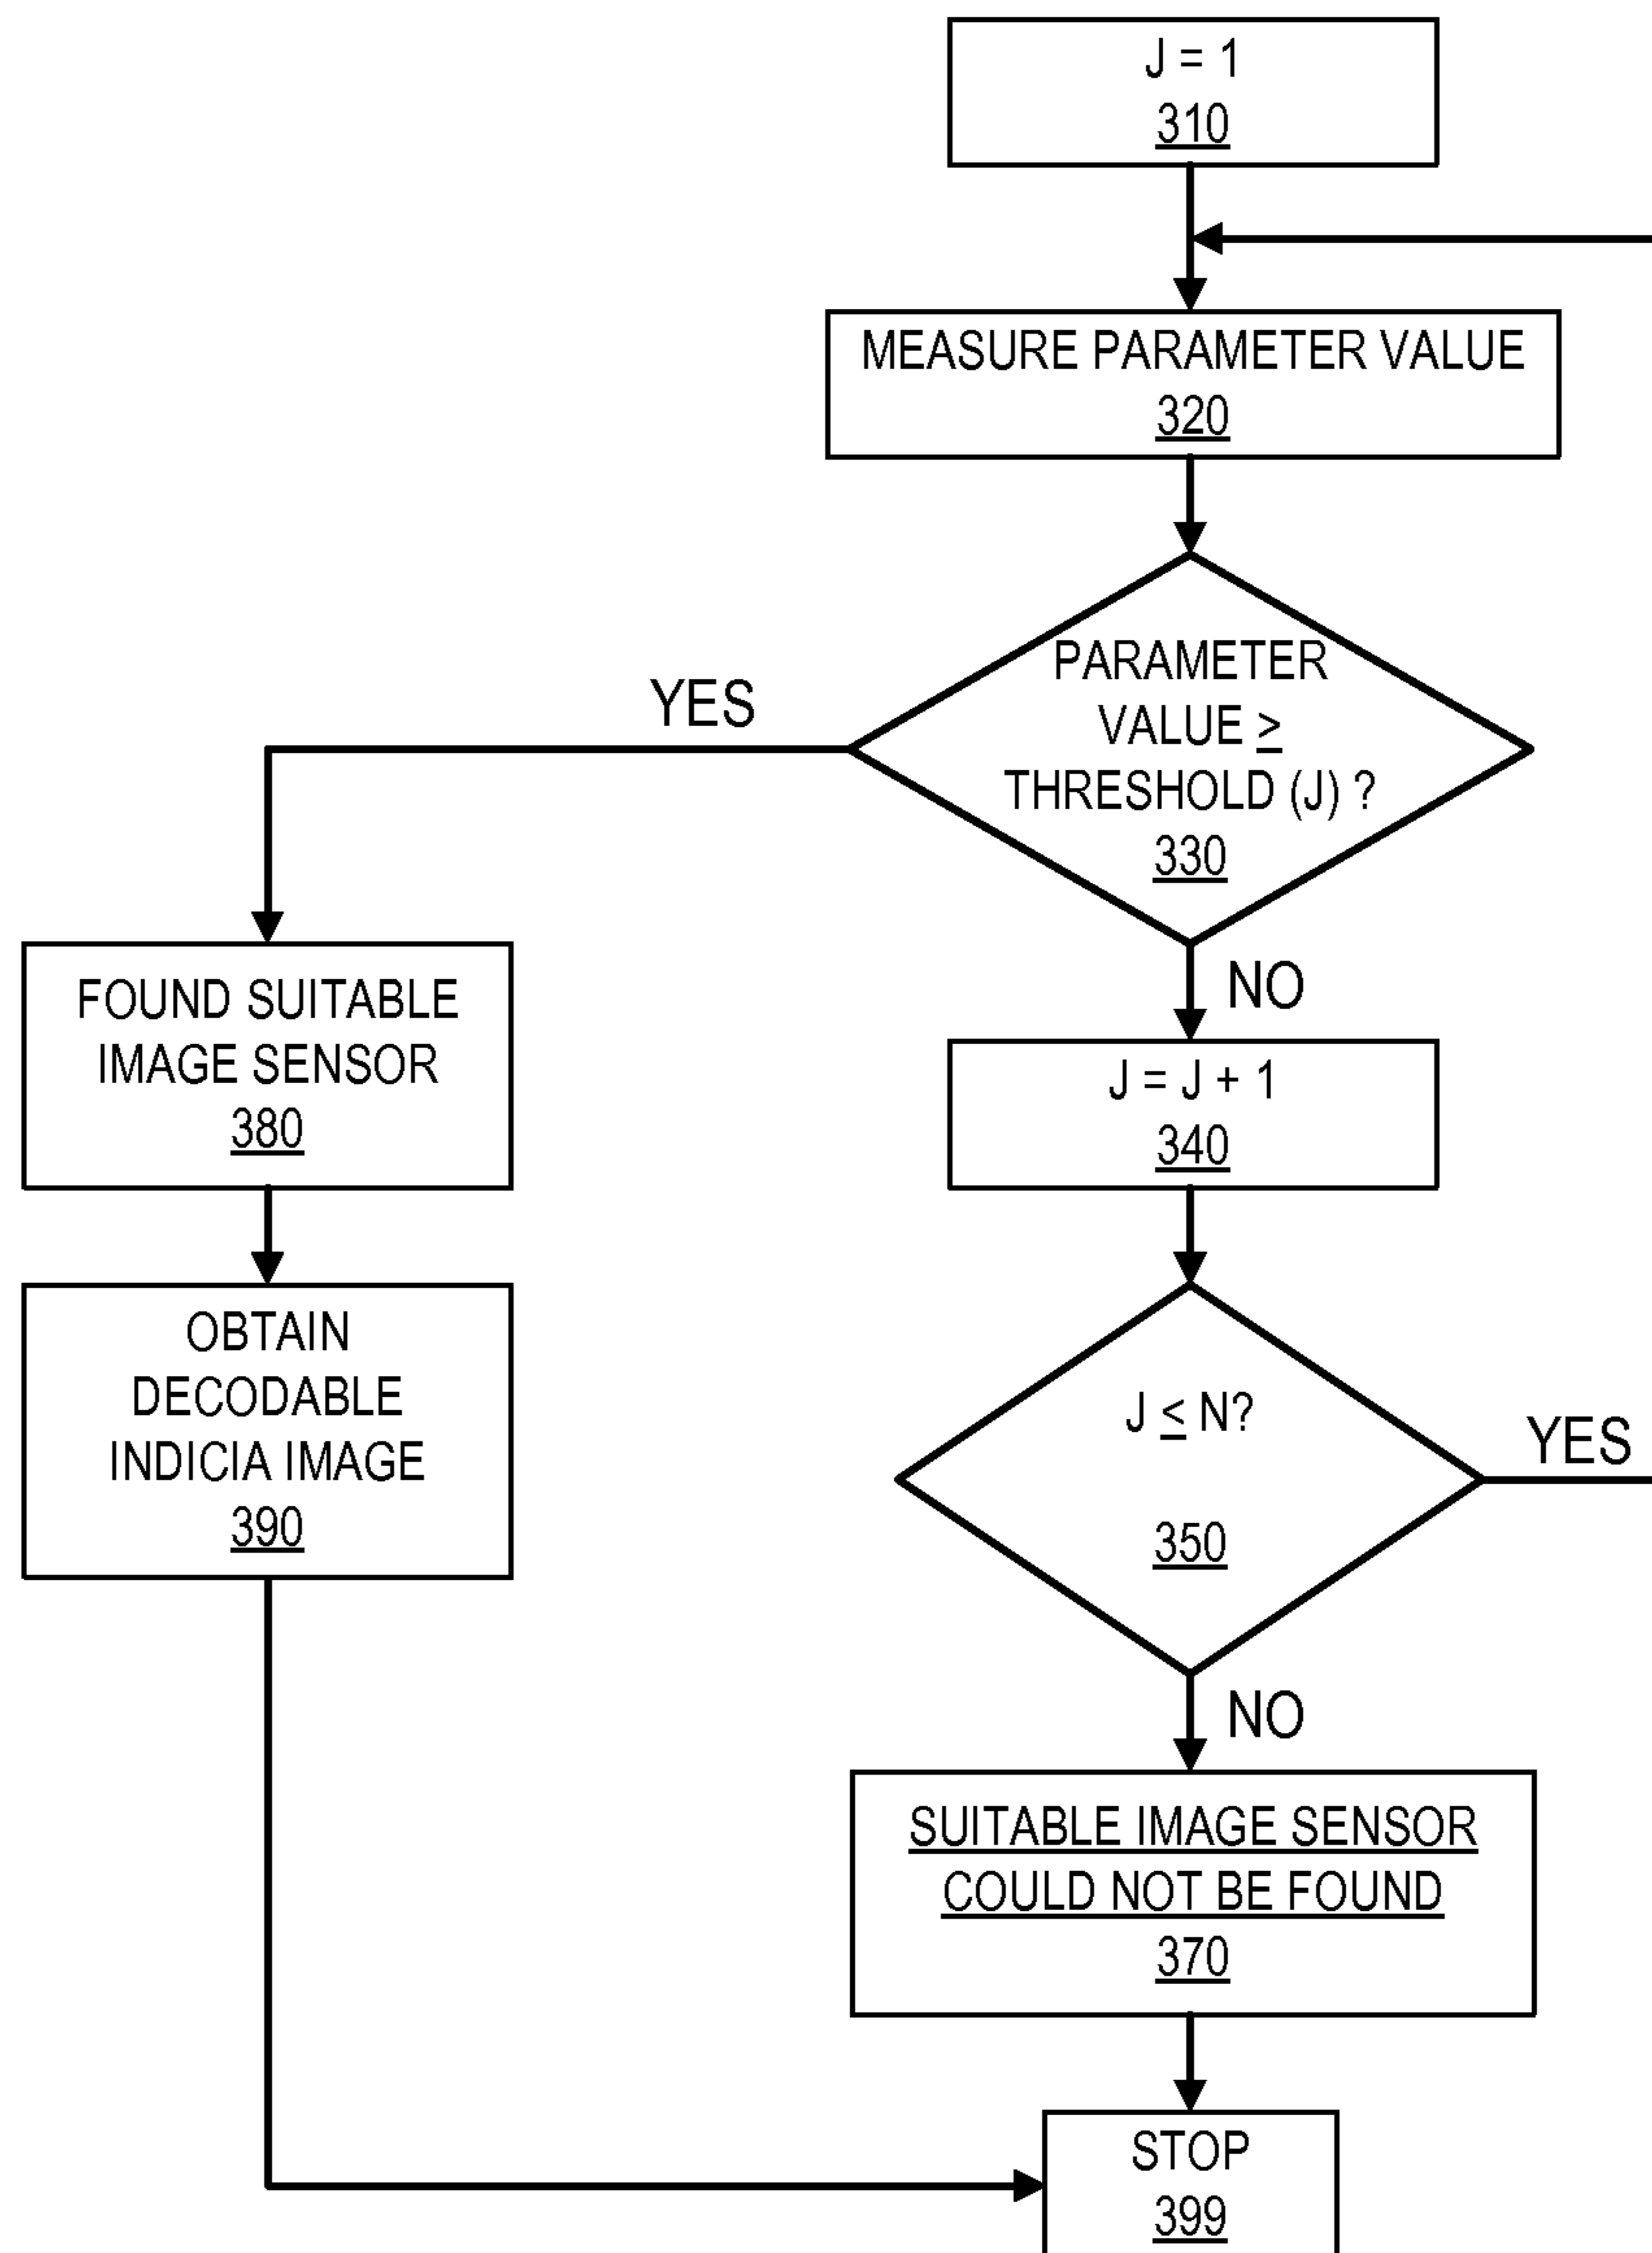 J = 1
310
MEASURE PARAMETER VALUE
320
PARAMETER
VALUE ≥
THRESHOLD (J) ?
330
YES
NO
FOUND SUITABLE
IMAGE SENSOR
380
J = J + 1
340
OBTAIN
DECODABLE
INDICIA IMAGE
390
J ≤ N?
350
YES
NO
SUITABLE IMAGE SENSOR
COULD NOT BE FOUND
370
STOP
399